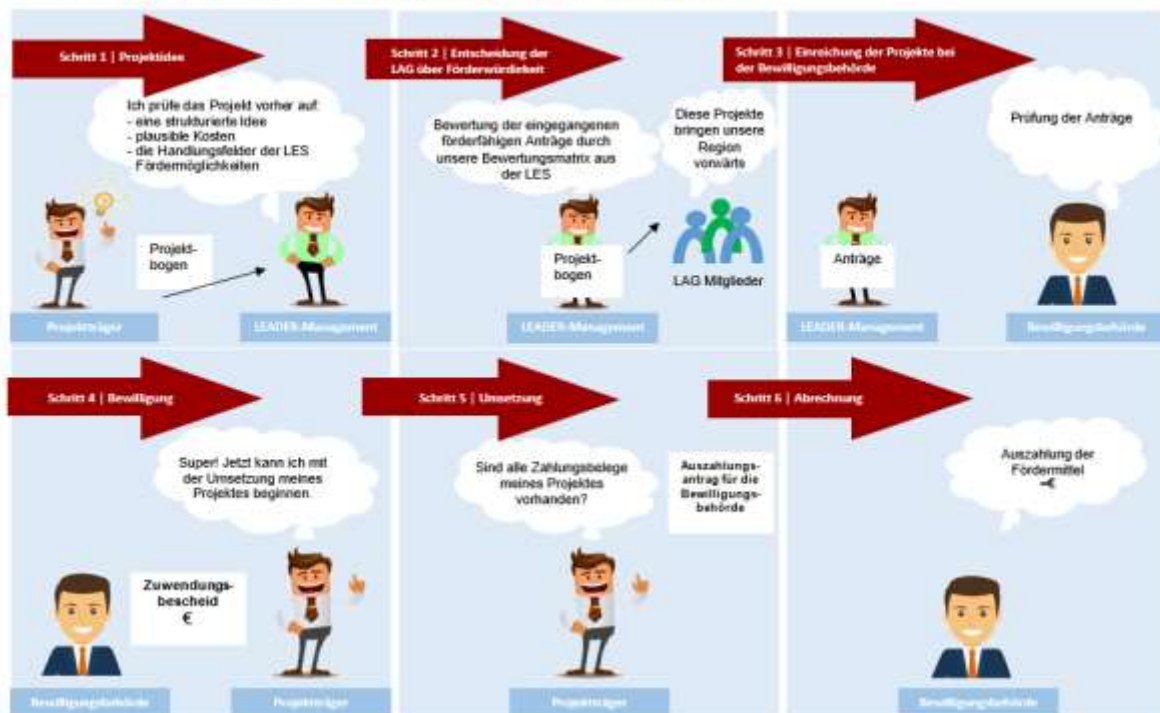 Schritt 1 | Projektidee
Ich prüfe das Projekt vorher auf:
- eine strukturierte Idee
- plausible Kosten
- die Handlungsfelder der LES
Fördermöglichkeiten
Projekt-
bogen
Projektträger
LEADER-Management
Schritt 2 | Entscheidung der
LAG über Förderwürdigkeit
Bewertung der eingegangenen
förderfähigen Anträge durch
unsere Bewertungsmatrix aus
der LES
Diese Projekte
bringen unsere
Region
vorwärts
Projekt-
bogen
LAG Mitglieder
LEADER-Management
Schritt 3 | Einreichung der Projekte bei
der Bewilligungsbehörde
Prüfung der Anträge
Anträge
LEADER-Management
Bewilligungsbehörde
Schritt 4 | Bewilligung
Super! Jetzt kann ich mit
der Umsetzung meines
Projektes beginnen.
Zuwendungs-
bescheid
€
Bewilligungsbehörde
Projektträger
Schritt 5 | Umsetzung
Sind alle Zahlungsbelege
meines Projektes
vorhanden?
Auszahlungs-
antrag für die
Bewilligungs-
behörde
Projektträger
Schritt 6 | Abrechnung
Auszahlung der
Fördermittel
€
Bewilligungsbehörde